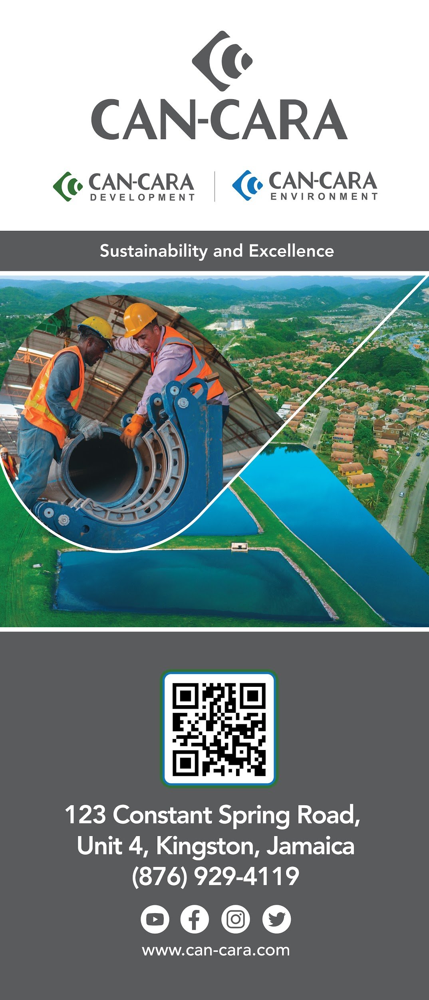 CAN-CARA
CAN-CARA
DEVELOPMENT
CAN-CARA
ENVIRONMENT
Sustainability and Excellence
123 Constant Spring Road,
Unit 4, Kingston, Jamaica
(876) 929-4119
www.can-cara.com